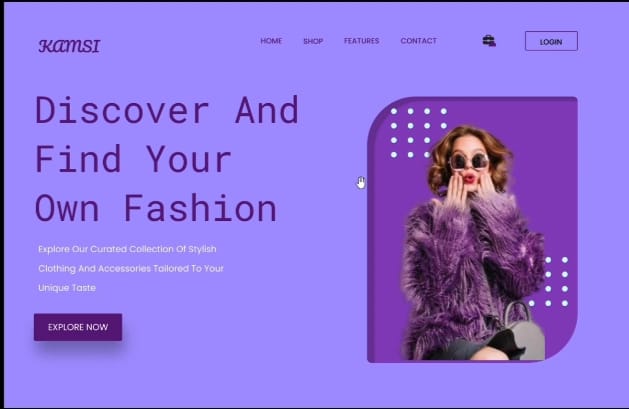 KAMSI
HOME SHOP FEATURES CONTACT LOGIN
Discover And
Find Your
Own Fashion
Explore Our Curated Collection Of Stylish
Clothing And Accessories Tailored To Your
Unique Taste
EXPLORE NOW